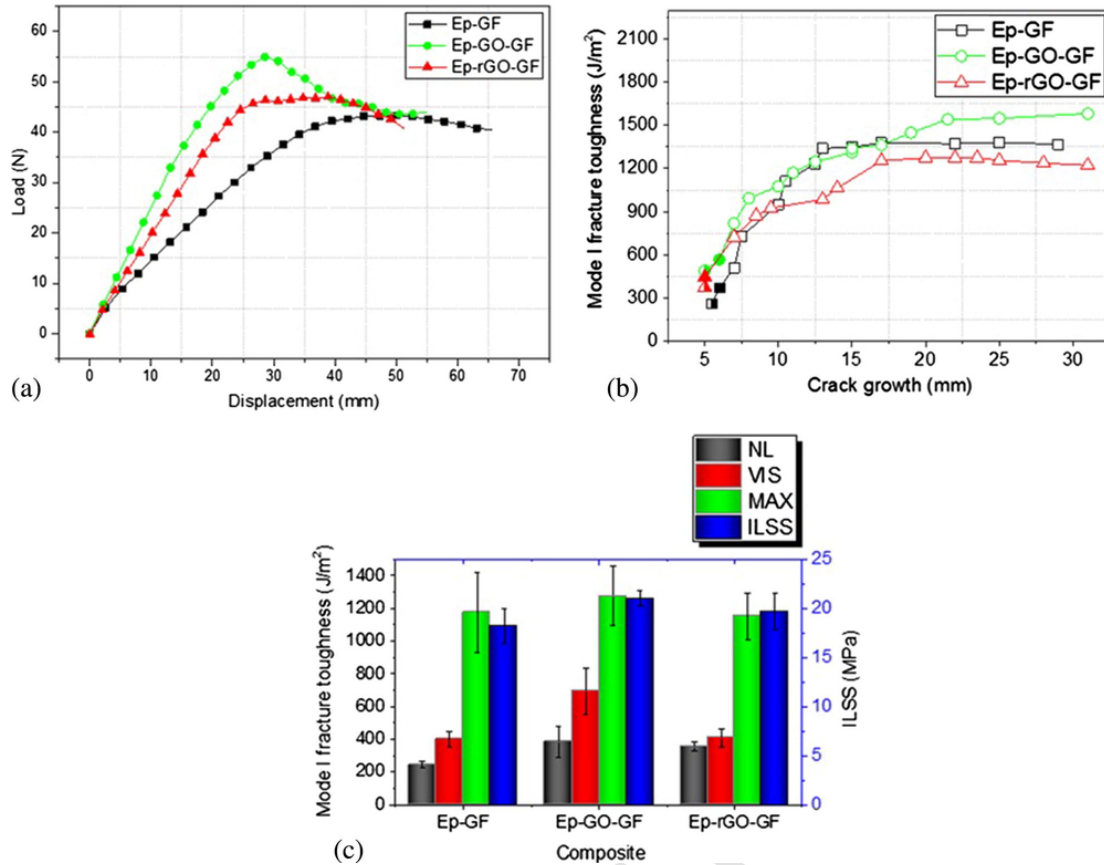 60
50
40
30
20
10
0
Load (N)
0 10 20 30 40 50 60 70
Displacement (mm)
Ep-GF
Ep-GO-GF
Ep-rGO-GF
(a)
2100
1800
1500
1200
900
600
300
0
Mode I fracture toughness (J/m²)
5 10 15 20 25 30
Crack growth (mm)
Ep-GF
Ep-GO-GF
Ep-rGO-GF
(b)
NL
VIS
MAX
ILSS
1400
1200
1000
800
600
400
200
0
Mode I fracture toughness (J/m²)
25
20
15
10
5
0
ILSS (MPa)
Ep-GF Ep-GO-GF Ep-rGO-GF
Composite
(c)